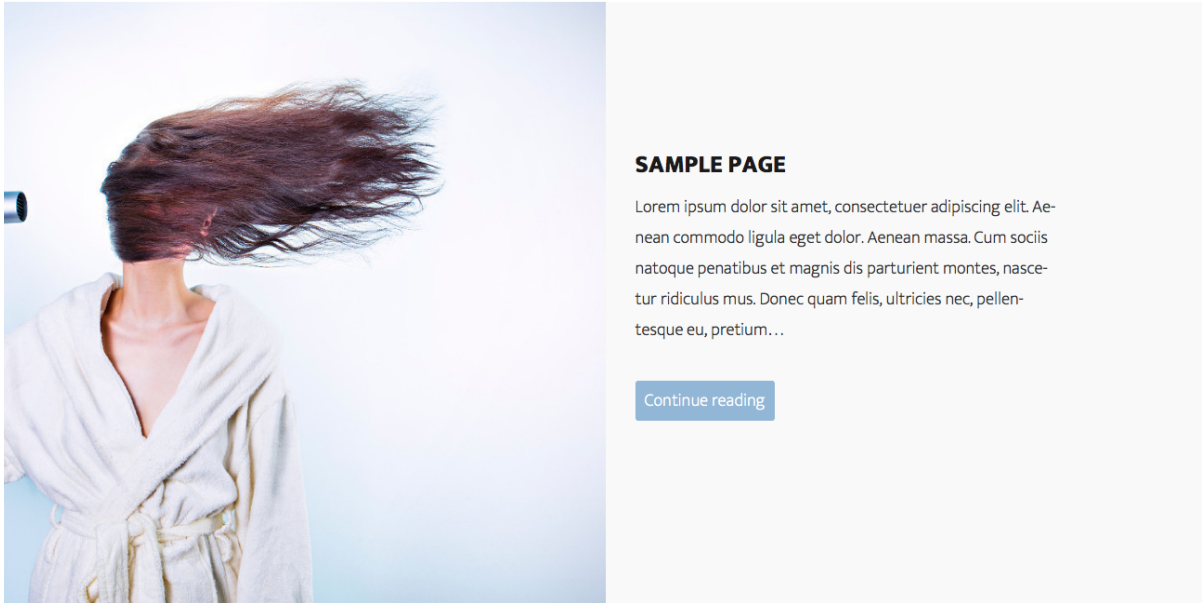 SAMPLE PAGE
Lorem ipsum dolor sit amet, consectetuer adipiscing elit. Ae-
nean commodo ligula eget dolor. Aenean massa. Cum sociis
natoque penatibus et magnis dis parturient montes, nasce-
tur ridiculus mus. Donec quam felis, ultricies nec, pellen-
tesque eu, pretium…
Continue reading